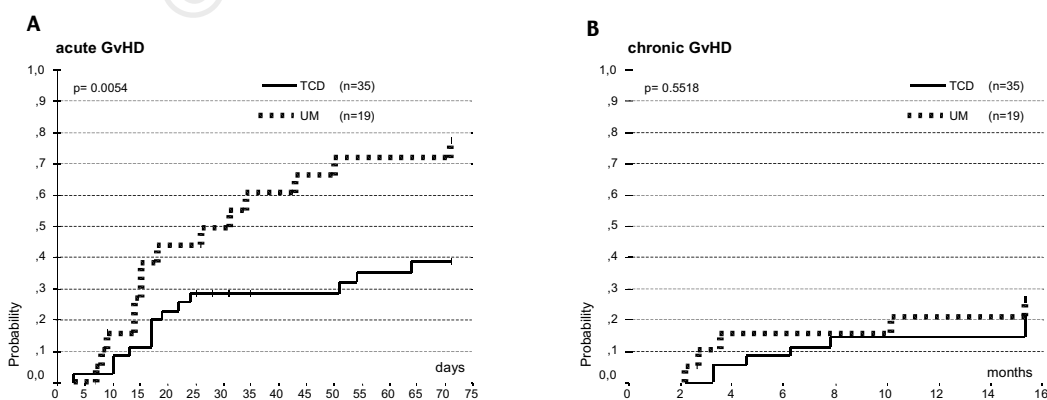 A
acute GvHD
1,0
,9
,8
,7
,6
,5
,4
,3
,2
,1
0,0
Probability
p= 0.0054
TCD (n=35)
UM (n=19)
days
0 5 10 15 20 25 30 35 40 45 50 55 60 65 70 75
B
chronic GvHD
1,0
,9
,8
,7
,6
,5
,4
,3
,2
,1
0,0
Probability
p= 0.5518
TCD (n=35)
UM (n=19)
months
0 2 4 6 8 10 12 14 16